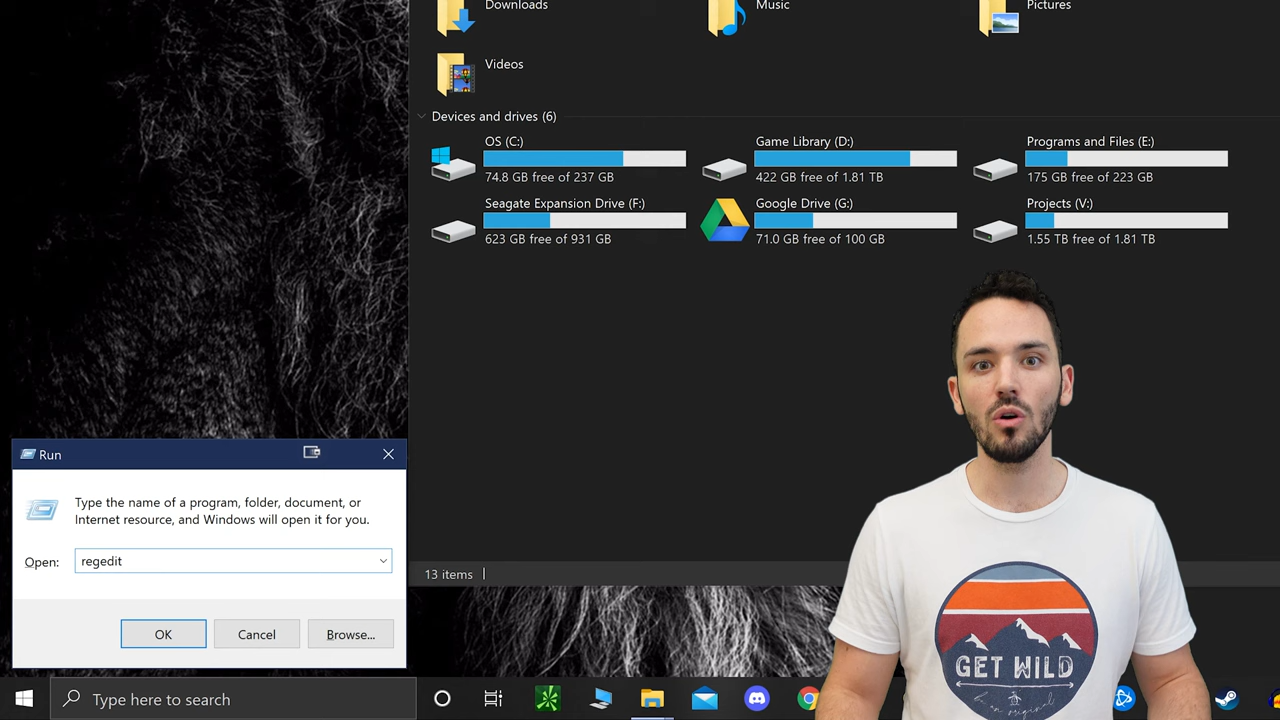 Downloads
Music
Pictures
Videos
Devices and drives (6)
OS (C:)
74.8 GB free of 237 GB
Game Library (D:)
422 GB free of 1.81 TB
Programs and Files (E:)
175 GB free of 223 GB
Seagate Expansion Drive (F:)
623 GB free of 931 GB
Google Drive (G:)
71.0 GB free of 100 GB
Projects (V:)
1.55 TB free of 1.81 TB
Run
Type the name of a program, folder, document, or
Internet resource, and Windows will open it for you.
Open:
regedit
OK
Cancel
Browse...
13 items
GET WILD
be an original
Type here to search